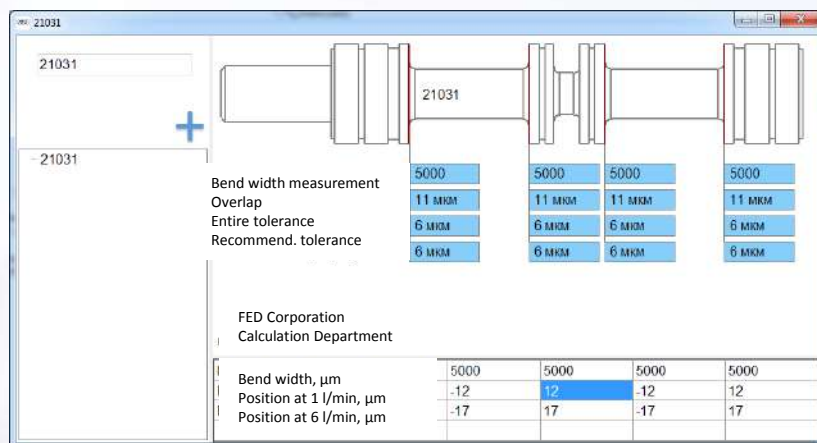 21031
21031
21031
21031
Bend width measurement 5000 5000 5000 5000
Overlap 11 мкм 11 мкм 11 мкм 11 мкм
Entire tolerance 6 мкм 6 мкм 6 мкм 6 мкм
Recommend. tolerance 6 мкм 6 мкм 6 мкм 6 мкм
FED Corporation
Calculation Department
Bend width, µm 5000 5000 5000 5000
Position at 1 l/min, µm -12 12 -12 12
Position at 6 l/min, µm -17 17 -17 17